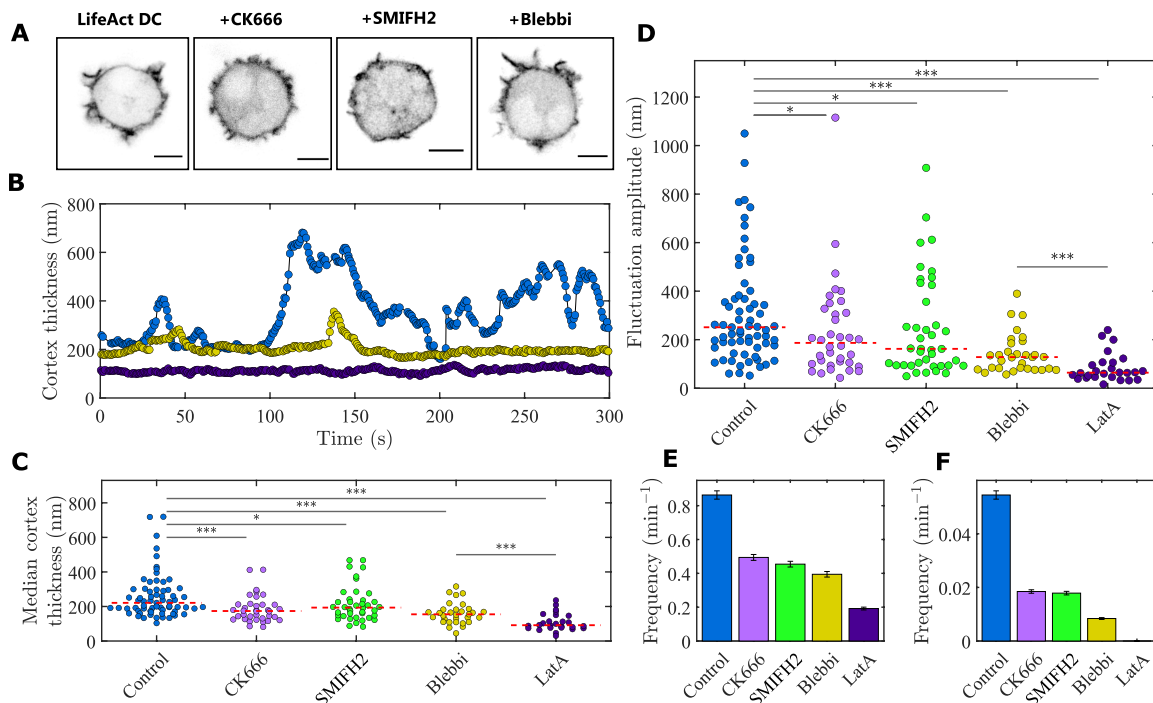 A
LifeAct DC +CK666 +SMIFH2 +Blebbi
B
Cortex thickness (nm)
800
600
400
200
0
0 50 100 150 200 250 300
Time (s)
C
Median cortex
thickness (nm)
800
600
400
200
0
***
***
*
***
***
Control CK666 SMIFH2 Blebbi LatA
D
Fluctuation amplitude (nm)
1200
1000
800
600
400
200
0
***
***
*
*
***
Control CK666 SMIFH2 Blebbi LatA
E
Frequency (min⁻¹)
0.8
0.6
0.4
0.2
0
Control CK666 SMIFH2 Blebbi LatA
F
Frequency (min⁻¹)
0.04
0.02
0
Control CK666 SMIFH2 Blebbi LatA